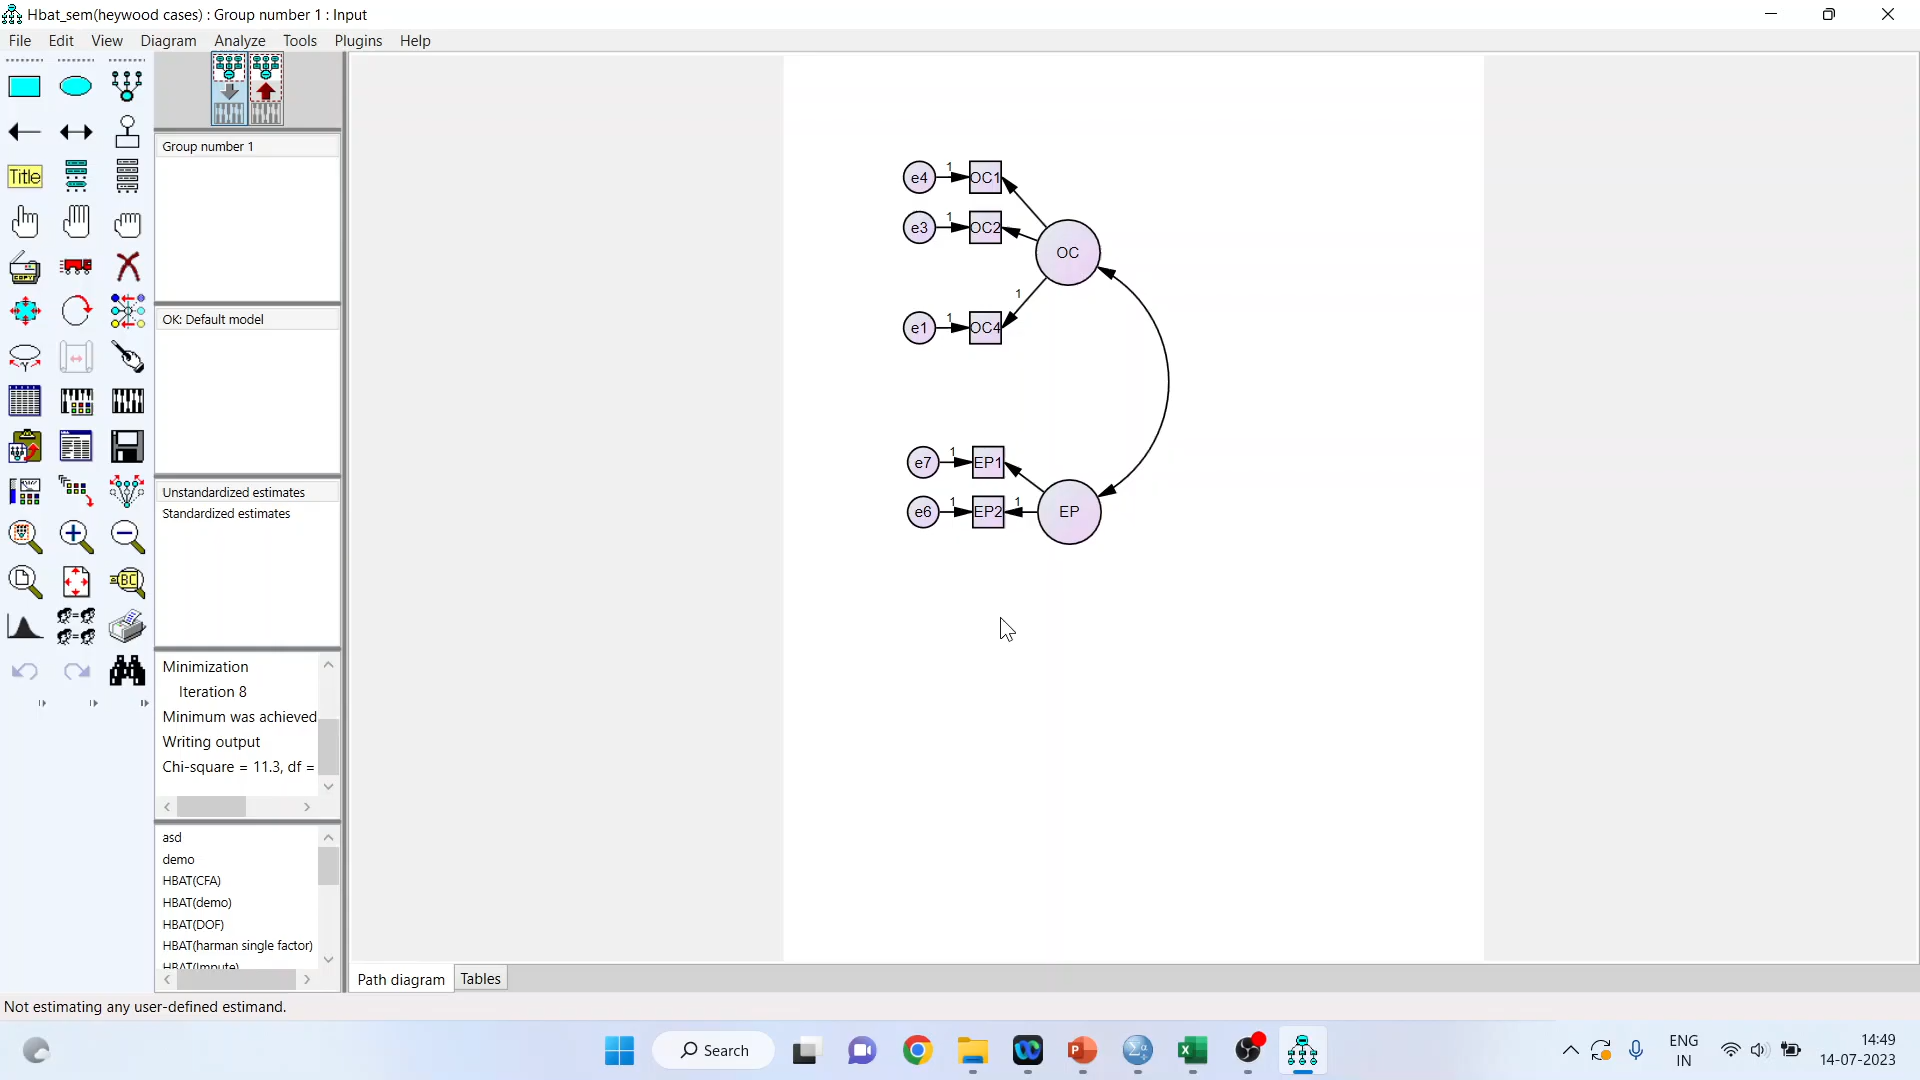 Hbat_sem(heywood cases) : Group number 1 : Input
File Edit View Diagram Analyze Tools Plugins Help
Title
COPY
BC
Group number 1
OK: Default model
Unstandardized estimates
Standardized estimates
Minimization
Iteration 8
Minimum was achieved
Writing output
Chi-square = 11.3, df =
asd
demo
HBAT(CFA)
HBAT(demo)
HBAT(DOF)
HBAT(harman single factor)
HBAT(Impute)
e4 1 OC1
e3 1 OC2
OC
1
e1 1 OC4
e7 1 EP1
e6 1 EP2 1 EP
Path diagram Tables
Not estimating any user-defined estimand.
Search
ENG
IN
14:49
14-07-2023